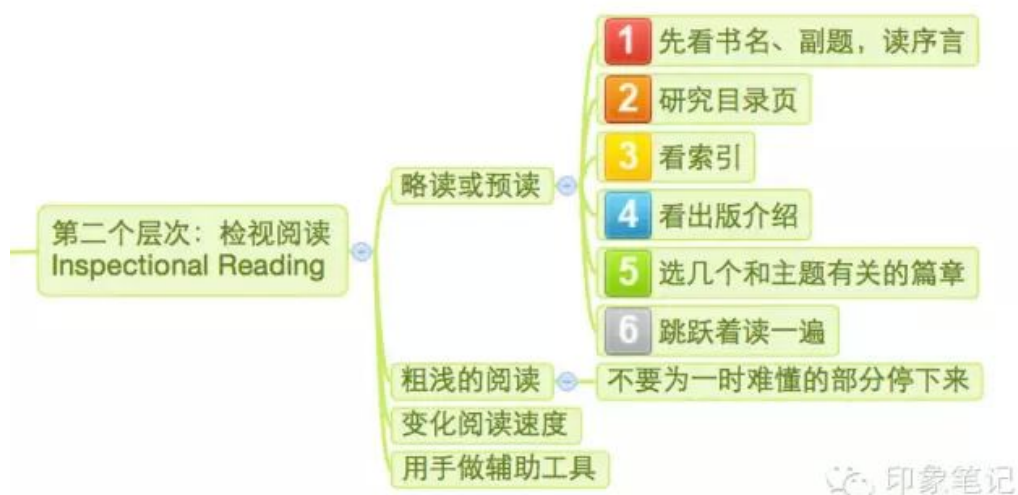 第二个层次：检视阅读
Inspectional Reading
略读或预读
1 先看书名、副题，读序言
2 研究目录页
3 看索引
4 看出版介绍
5 选几个和主题有关的篇章
6 跳跃着读一遍
粗浅的阅读
不要为一时难懂的部分停下来
变化阅读速度
用手做辅助工具
印象笔记